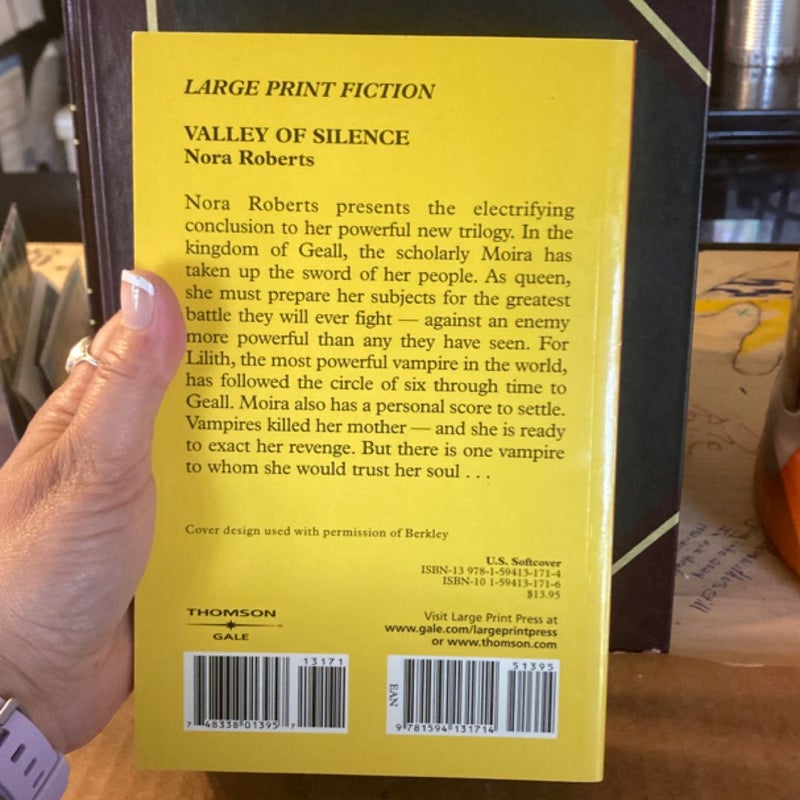 LARGE PRINT FICTION
VALLEY OF SILENCE
Nora Roberts
Nora Roberts presents the electrifying
conclusion to her powerful new trilogy. In the
kingdom of Geall, the scholarly Moira has
taken up the sword of her people. As queen,
she must prepare her subjects for the greatest
battle they will ever fight — against an enemy
more powerful than any they have seen. For
Lilith, the most powerful vampire in the world,
has followed the circle of six through time to
Geall. Moira also has a personal score to settle.
Vampires killed her mother — and she is ready
to exact her revenge. But there is one vampire
to whom she would trust her soul . . .
Cover design used with permission of Berkley
U.S. Softcover
ISBN-13 978-1-59413-171-4
ISBN-10 1-59413-171-6
$13.95
THOMSON
GALE
Visit Large Print Press at
www.gale.com/largeprintpress
or www.thomson.com
13171
7 48338 01395 7
51395
EAN
9 781594 131714